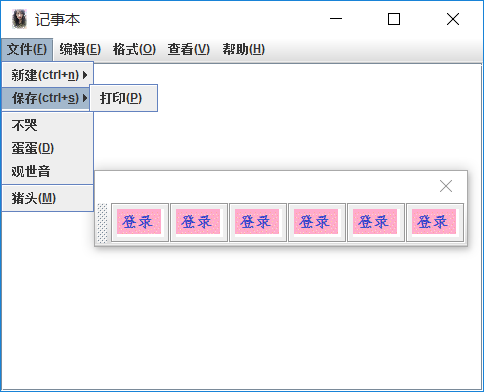 记事本
文件(F) 编辑(E) 格式(O) 查看(V) 帮助(H)
新建(ctrl+n)
保存(ctrl+s) 打印(P)
不哭
蛋蛋(D)
观世音
猪头(M)
登录 登录 登录 登录 登录 登录